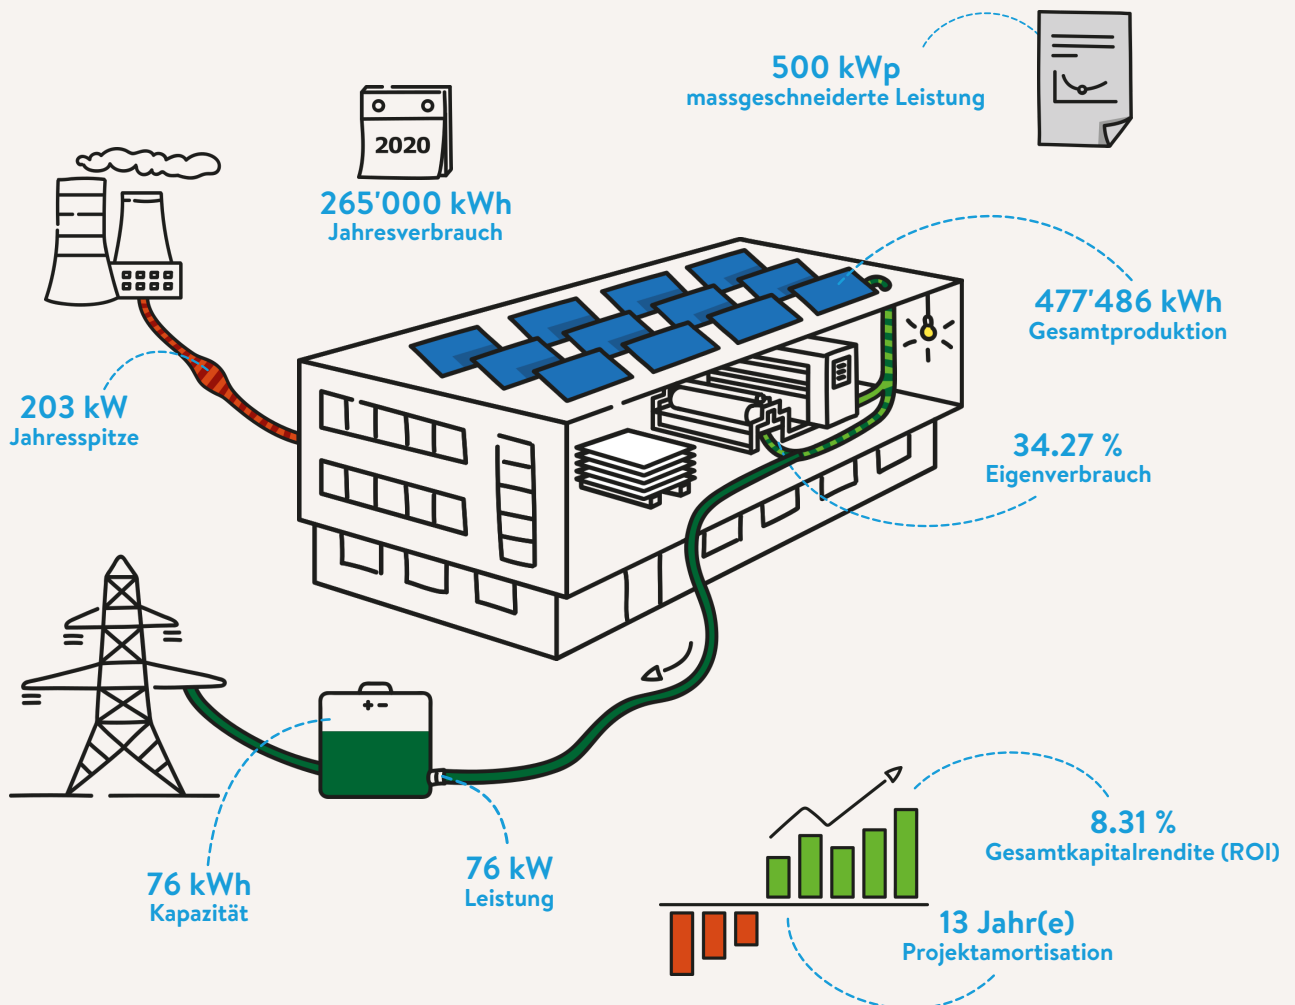 500 kWp
massgeschneiderte Leistung
2020
265'000 kWh
Jahresverbrauch
477'486 kWh
Gesamtproduktion
203 kW
Jahresspitze
34.27 %
Eigenverbrauch
+ -
76 kWh
Kapazität
76 kW
Leistung
8.31 %
Gesamtkapitalrendite (ROI)
13 Jahr(e)
Projektamortisation